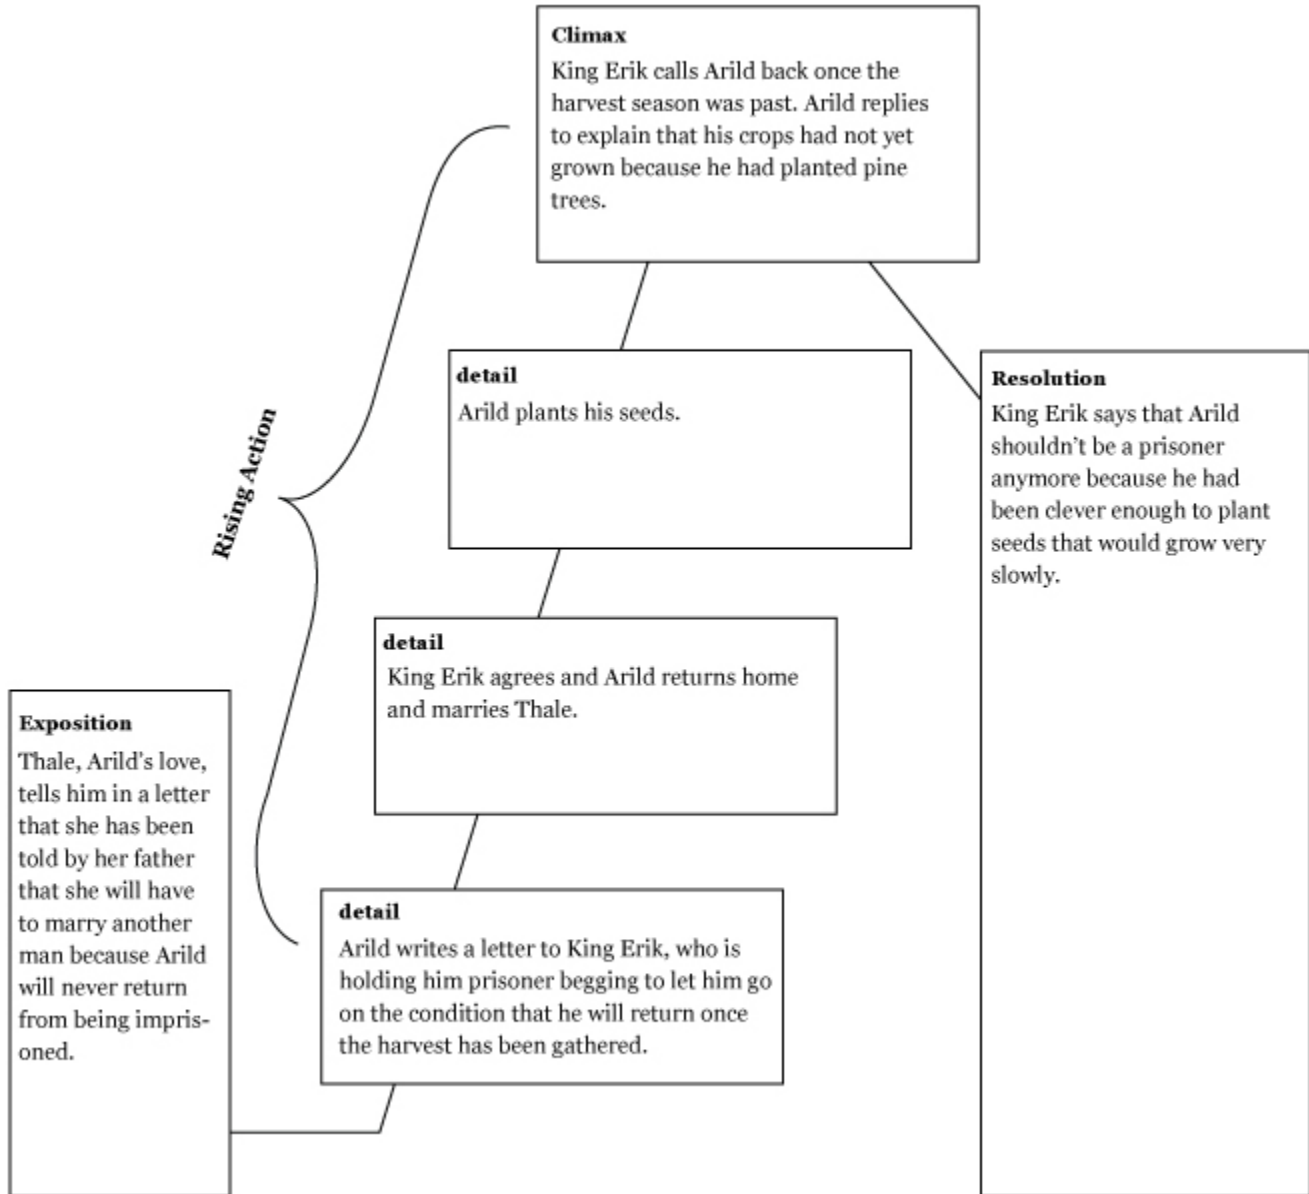 Climax
King Erik calls Arild back once the
harvest season was past. Arild replies
to explain that his crops had not yet
grown because he had planted pine
trees.
detail
Arild plants his seeds.
Resolution
King Erik says that Arild
shouldn't be a prisoner
anymore because he had
been clever enough to plant
seeds that would grow very
slowly.
Rising Action
detail
King Erik agrees and Arild returns home
and marries Thale.
Exposition
Thale, Arild's love,
tells him in a letter
that she has been
told by her father
that she will have
to marry another
man because Arild
will never return
from being impris-
oned.
detail
Arild writes a letter to King Erik, who is
holding him prisoner begging to let him go
on the condition that he will return once
the harvest has been gathered.